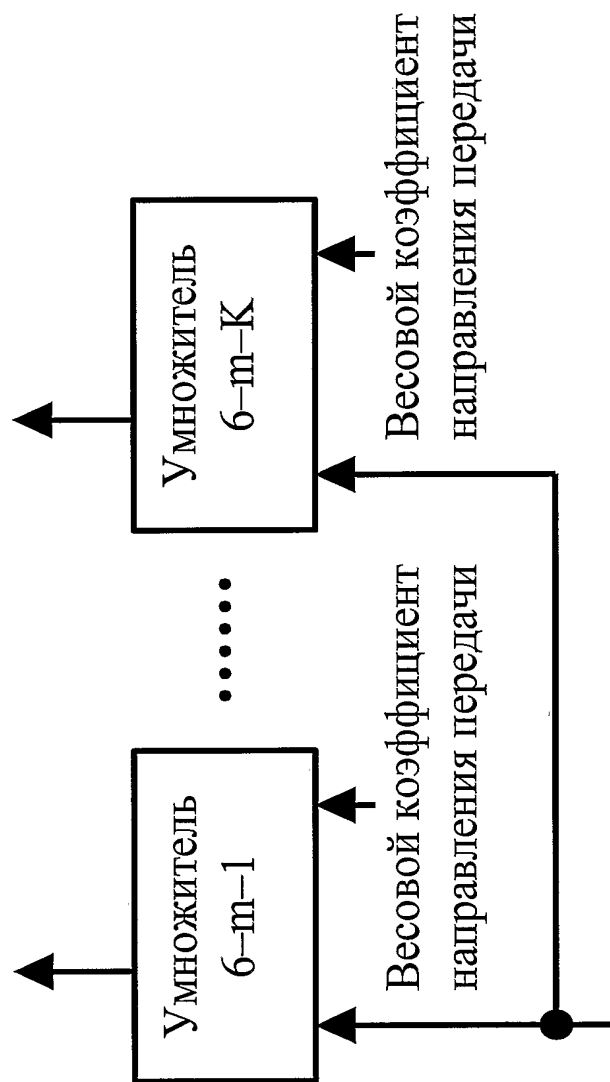 Умножитель
6–m–1
Весовой коэффициент
направления передачи
Умножитель
6–m–K
Весовой коэффициент
направления передачи